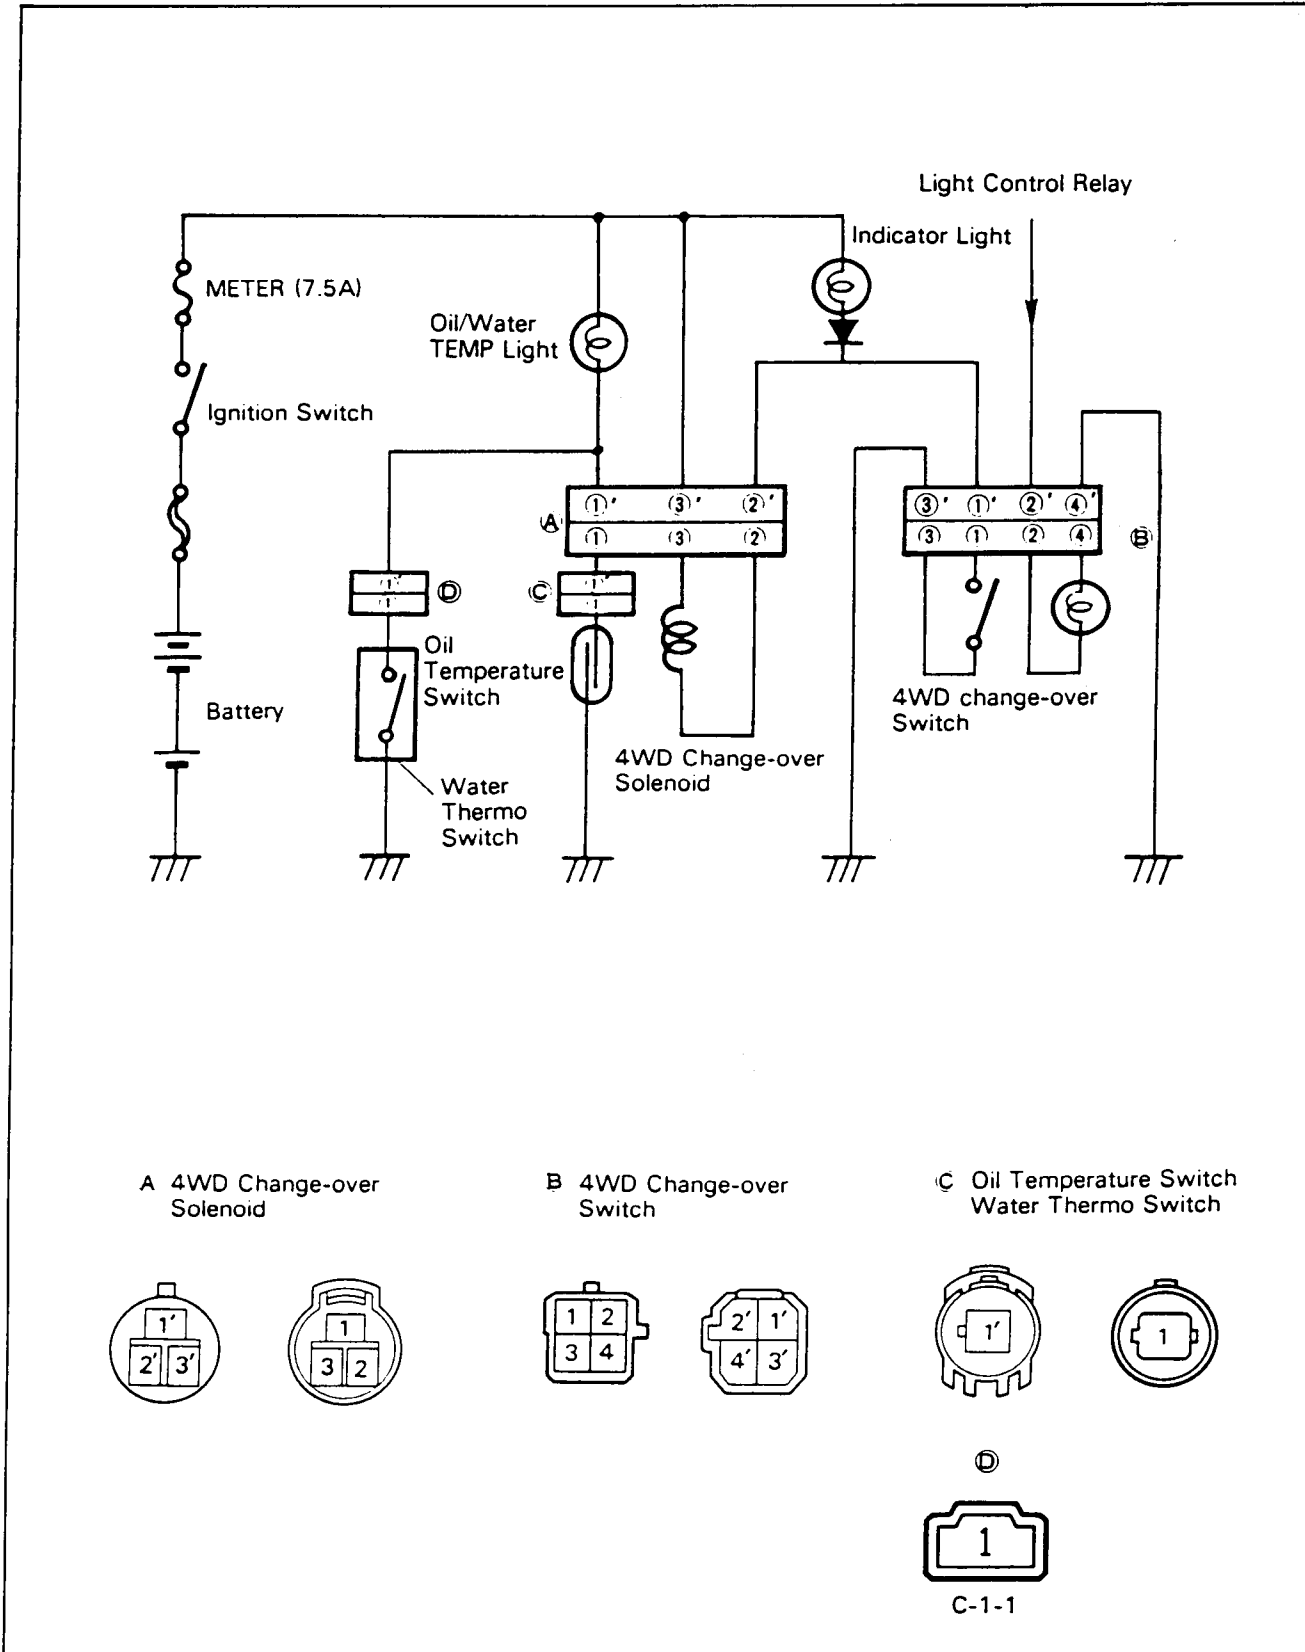 Light Control Relay
Indicator Light
METER (7.5A)
Oil/Water
TEMP Light
Ignition Switch
①' ③' ②'
Ⓐ
① ③ ②
③' ①' ②' ④'
③ ① ② ④
Ⓑ
1'
1
Ⓓ
Ⓒ
1'
1
Oil
Temperature
Switch
Battery
4WD change-over
Switch
4WD Change-over
Solenoid
Water
Thermo
Switch
A 4WD Change-over
Solenoid
B 4WD Change-over
Switch
Ⓒ Oil Temperature Switch
Water Thermo Switch
1'
2' 3'
1
3 2
1 2
3 4
2' 1'
4' 3'
1'
1
Ⓓ
1
C-1-1